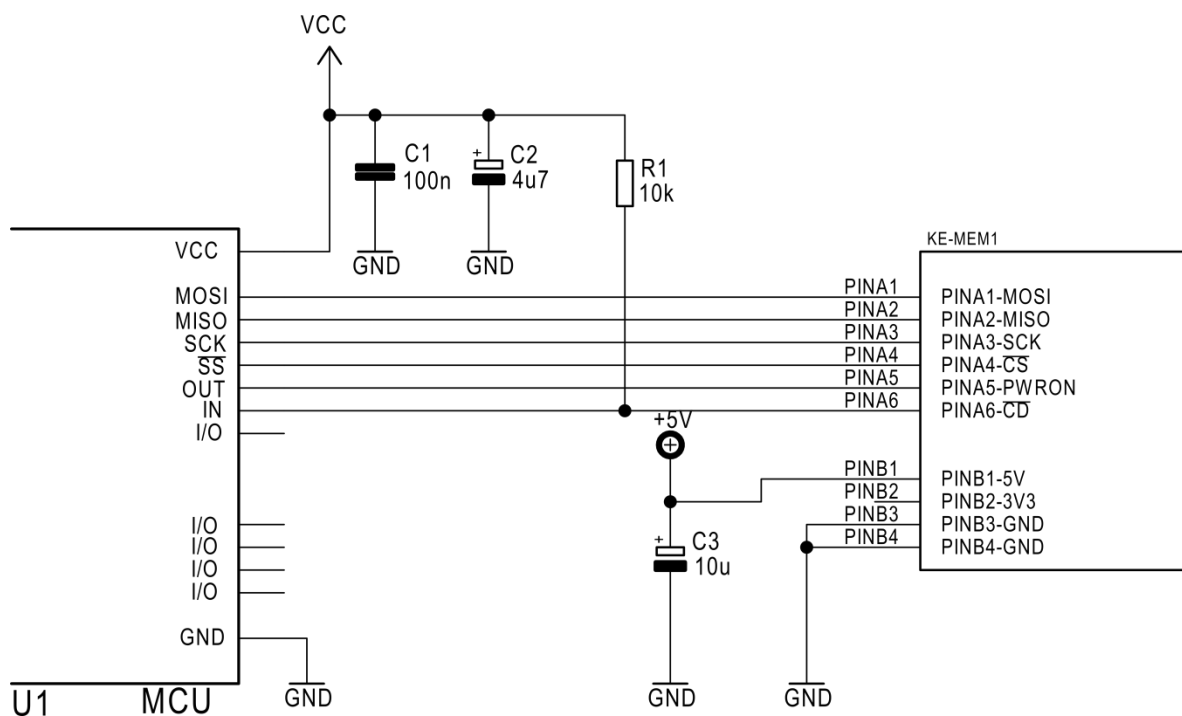 VCC
C1
100n
C2
4u7
R1
10k
GND
GND
KE-MEM1
VCC
MOSI
MISO
SCK
SS
OUT
IN
I/O
I/O
I/O
I/O
I/O
GND
U1 MCU
GND
PINA1
PINA2
PINA3
PINA4
PINA5
PINA6
+5V
+
+
+
C3
10u
GND
GND
PINB1
PINB2
PINB3
PINB4
PINA1-MOSI
PINA2-MISO
PINA3-SCK
PINA4-CS
PINA5-PWRON
PINA6-CD
PINB1-5V
PINB2-3V3
PINB3-GND
PINB4-GND